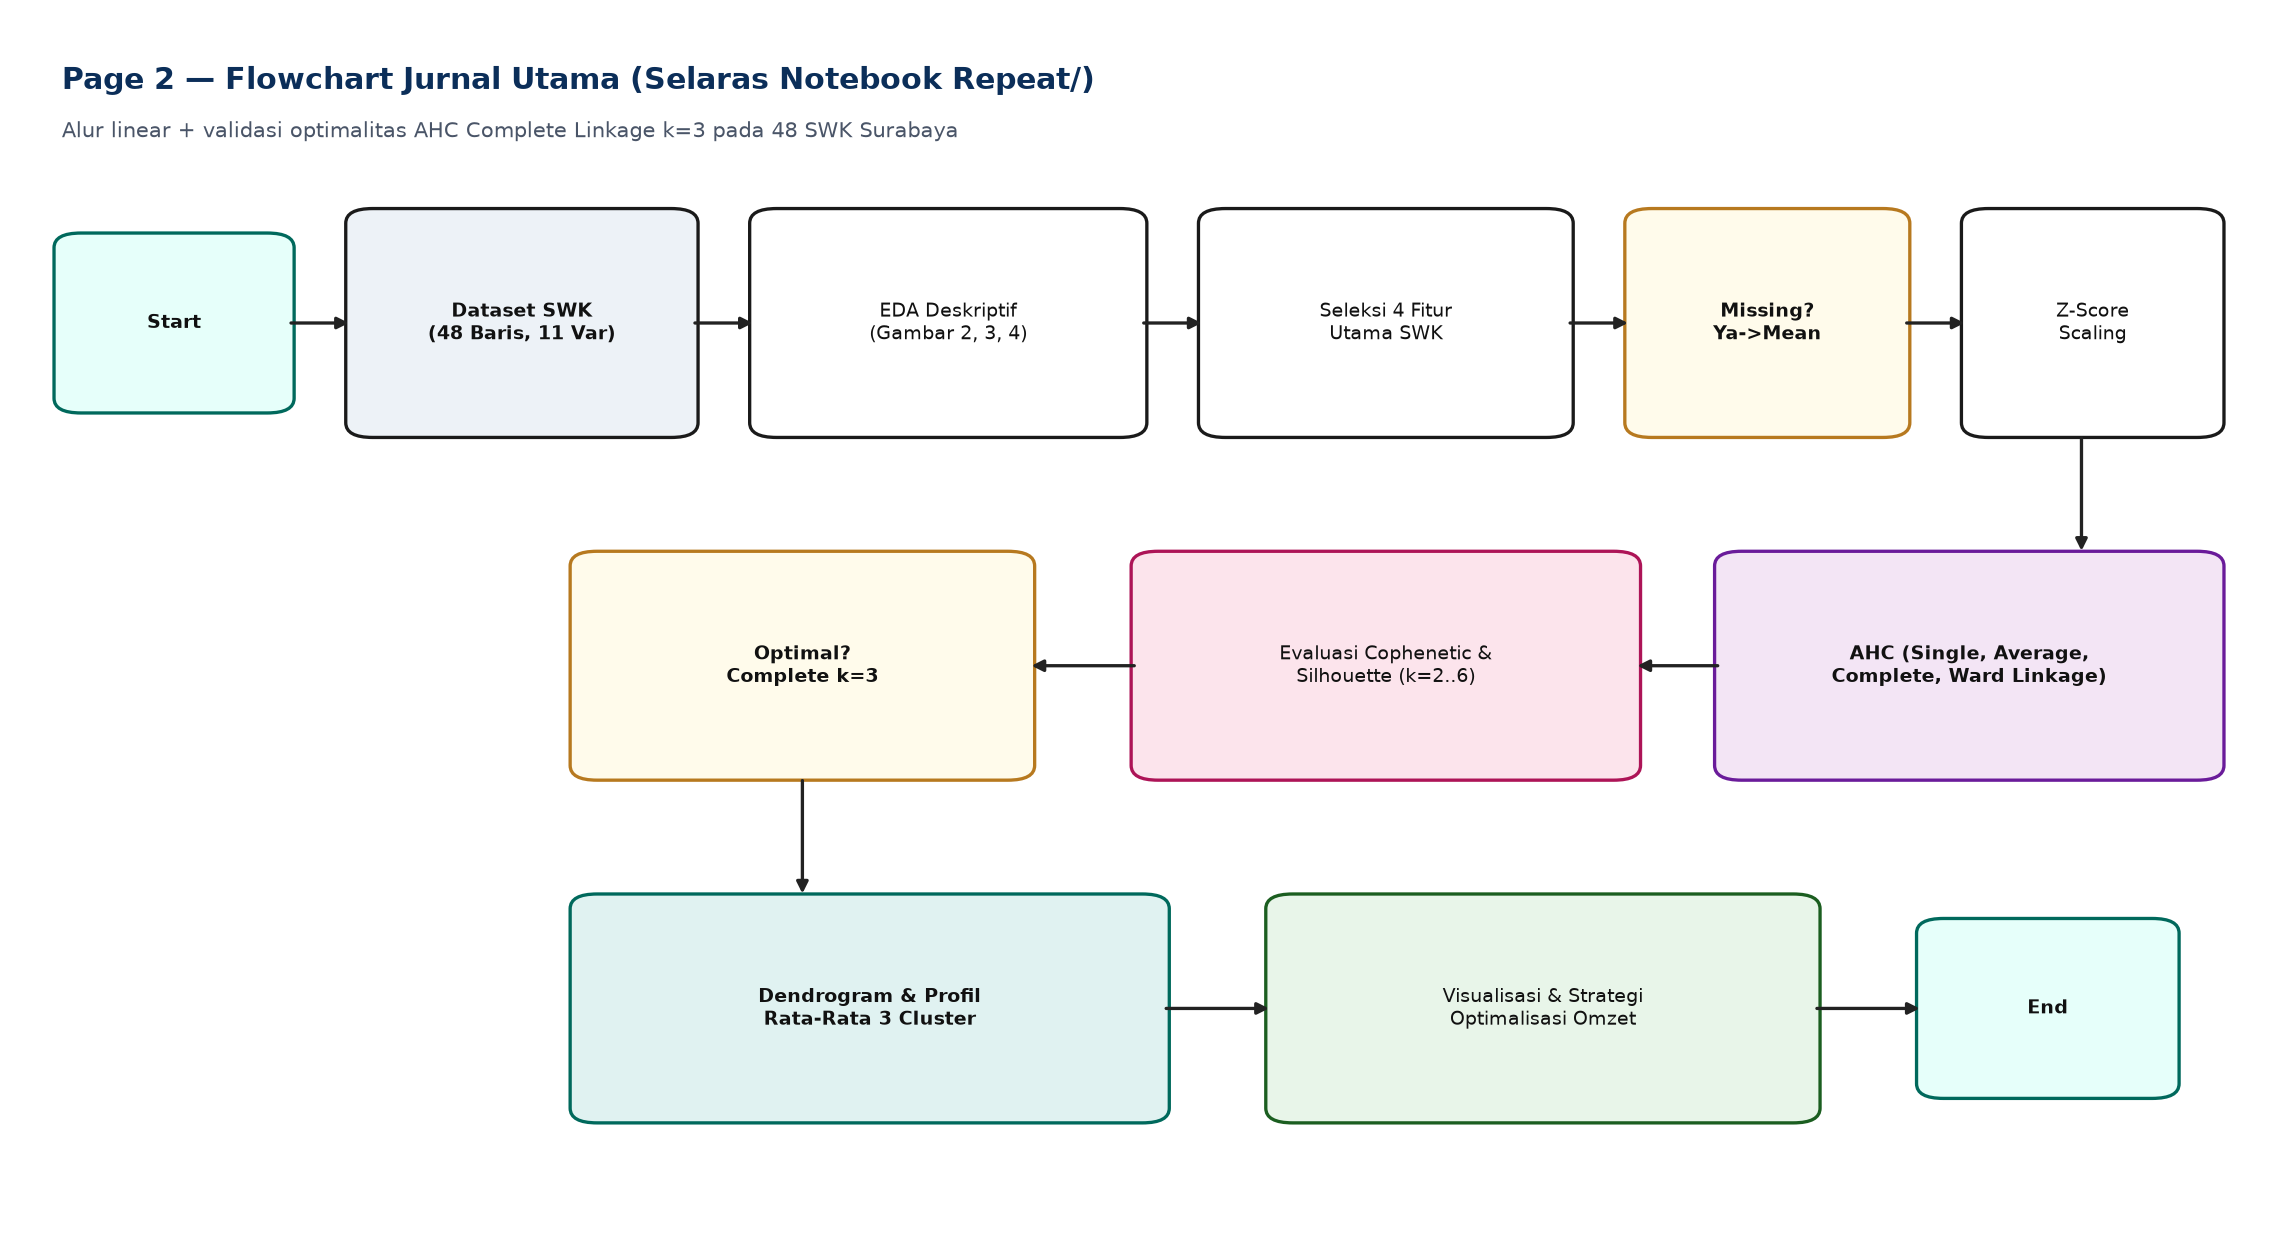 Page 2 — Flowchart Jurnal Utama (Selaras Notebook Repeat/)
Alur linear + validasi optimalitas AHC Complete Linkage k=3 pada 48 SWK Surabaya
Start
Dataset SWK
(48 Baris, 11 Var)
EDA Deskriptif
(Gambar 2, 3, 4)
Seleksi 4 Fitur
Utama SWK
Missing?
Ya->Mean
Z-Score
Scaling
AHC (Single, Average,
Complete, Ward Linkage)
Evaluasi Cophenetic &
Silhouette (k=2..6)
Optimal?
Complete k=3
Dendrogram & Profil
Rata-Rata 3 Cluster
Visualisasi & Strategi
Optimalisasi Omzet
End